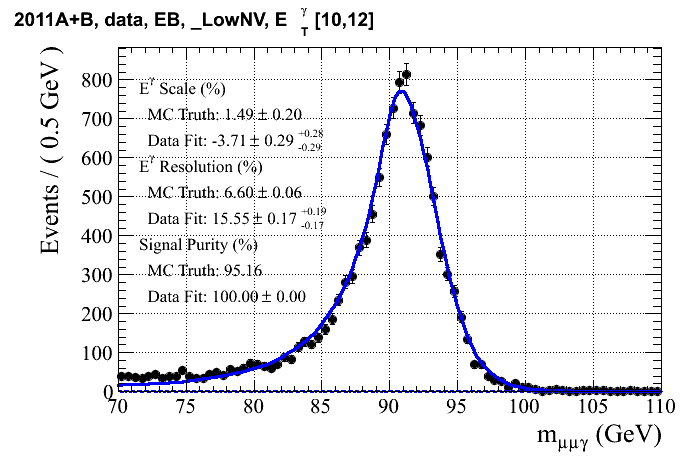 2011A+B, data, EB, _LowNV, E_T^γ [10,12]
Events / ( 0.5 GeV )
800
700
600
500
400
300
200
100
0
E^γ Scale (%)
MC Truth: 1.49 ± 0.20
Data Fit: -3.71 ± 0.29 +0.28 -0.29
E^γ Resolution (%)
MC Truth: 6.60 ± 0.06
Data Fit: 15.55 ± 0.17 +0.19 -0.17
Signal Purity (%)
MC Truth: 95.16
Data Fit: 100.00 ± 0.00
70 75 80 85 90 95 100 105 110
m_μμγ (GeV)